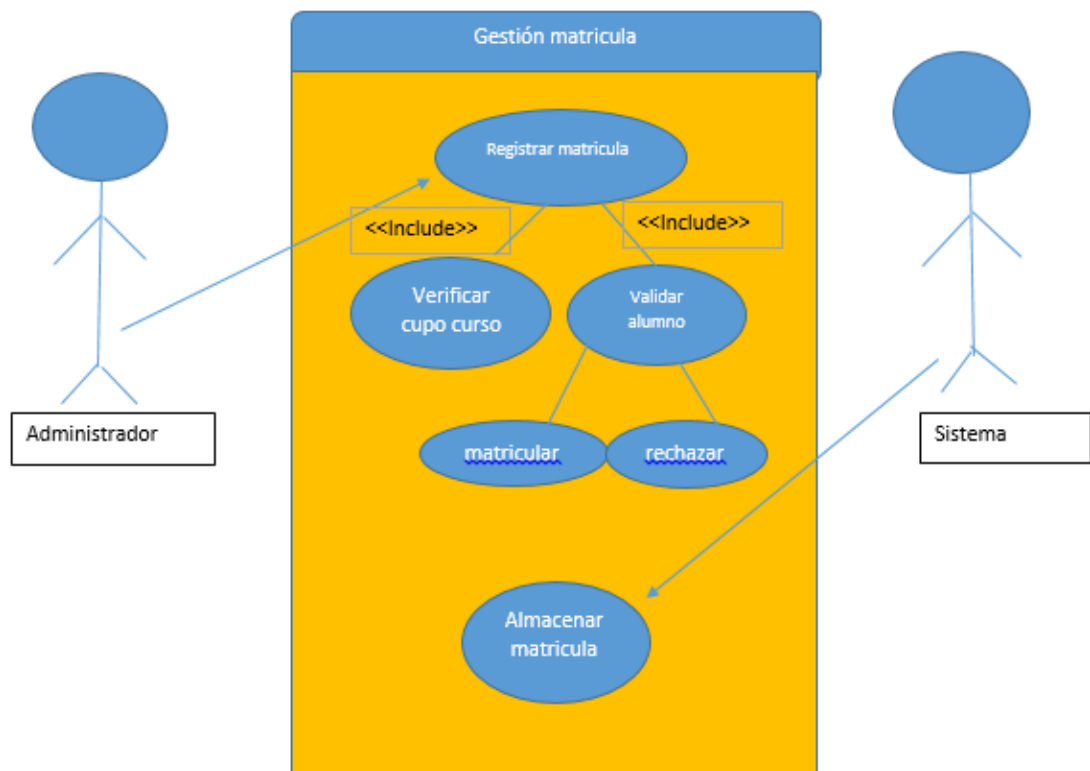 Gestión matricula
Registrar matricula
<<Include>>
<<Include>>
Verificar
cupo curso
Validar
alumno
Administrador
Sistema
matricular
rechazar
Almacenar
matricula